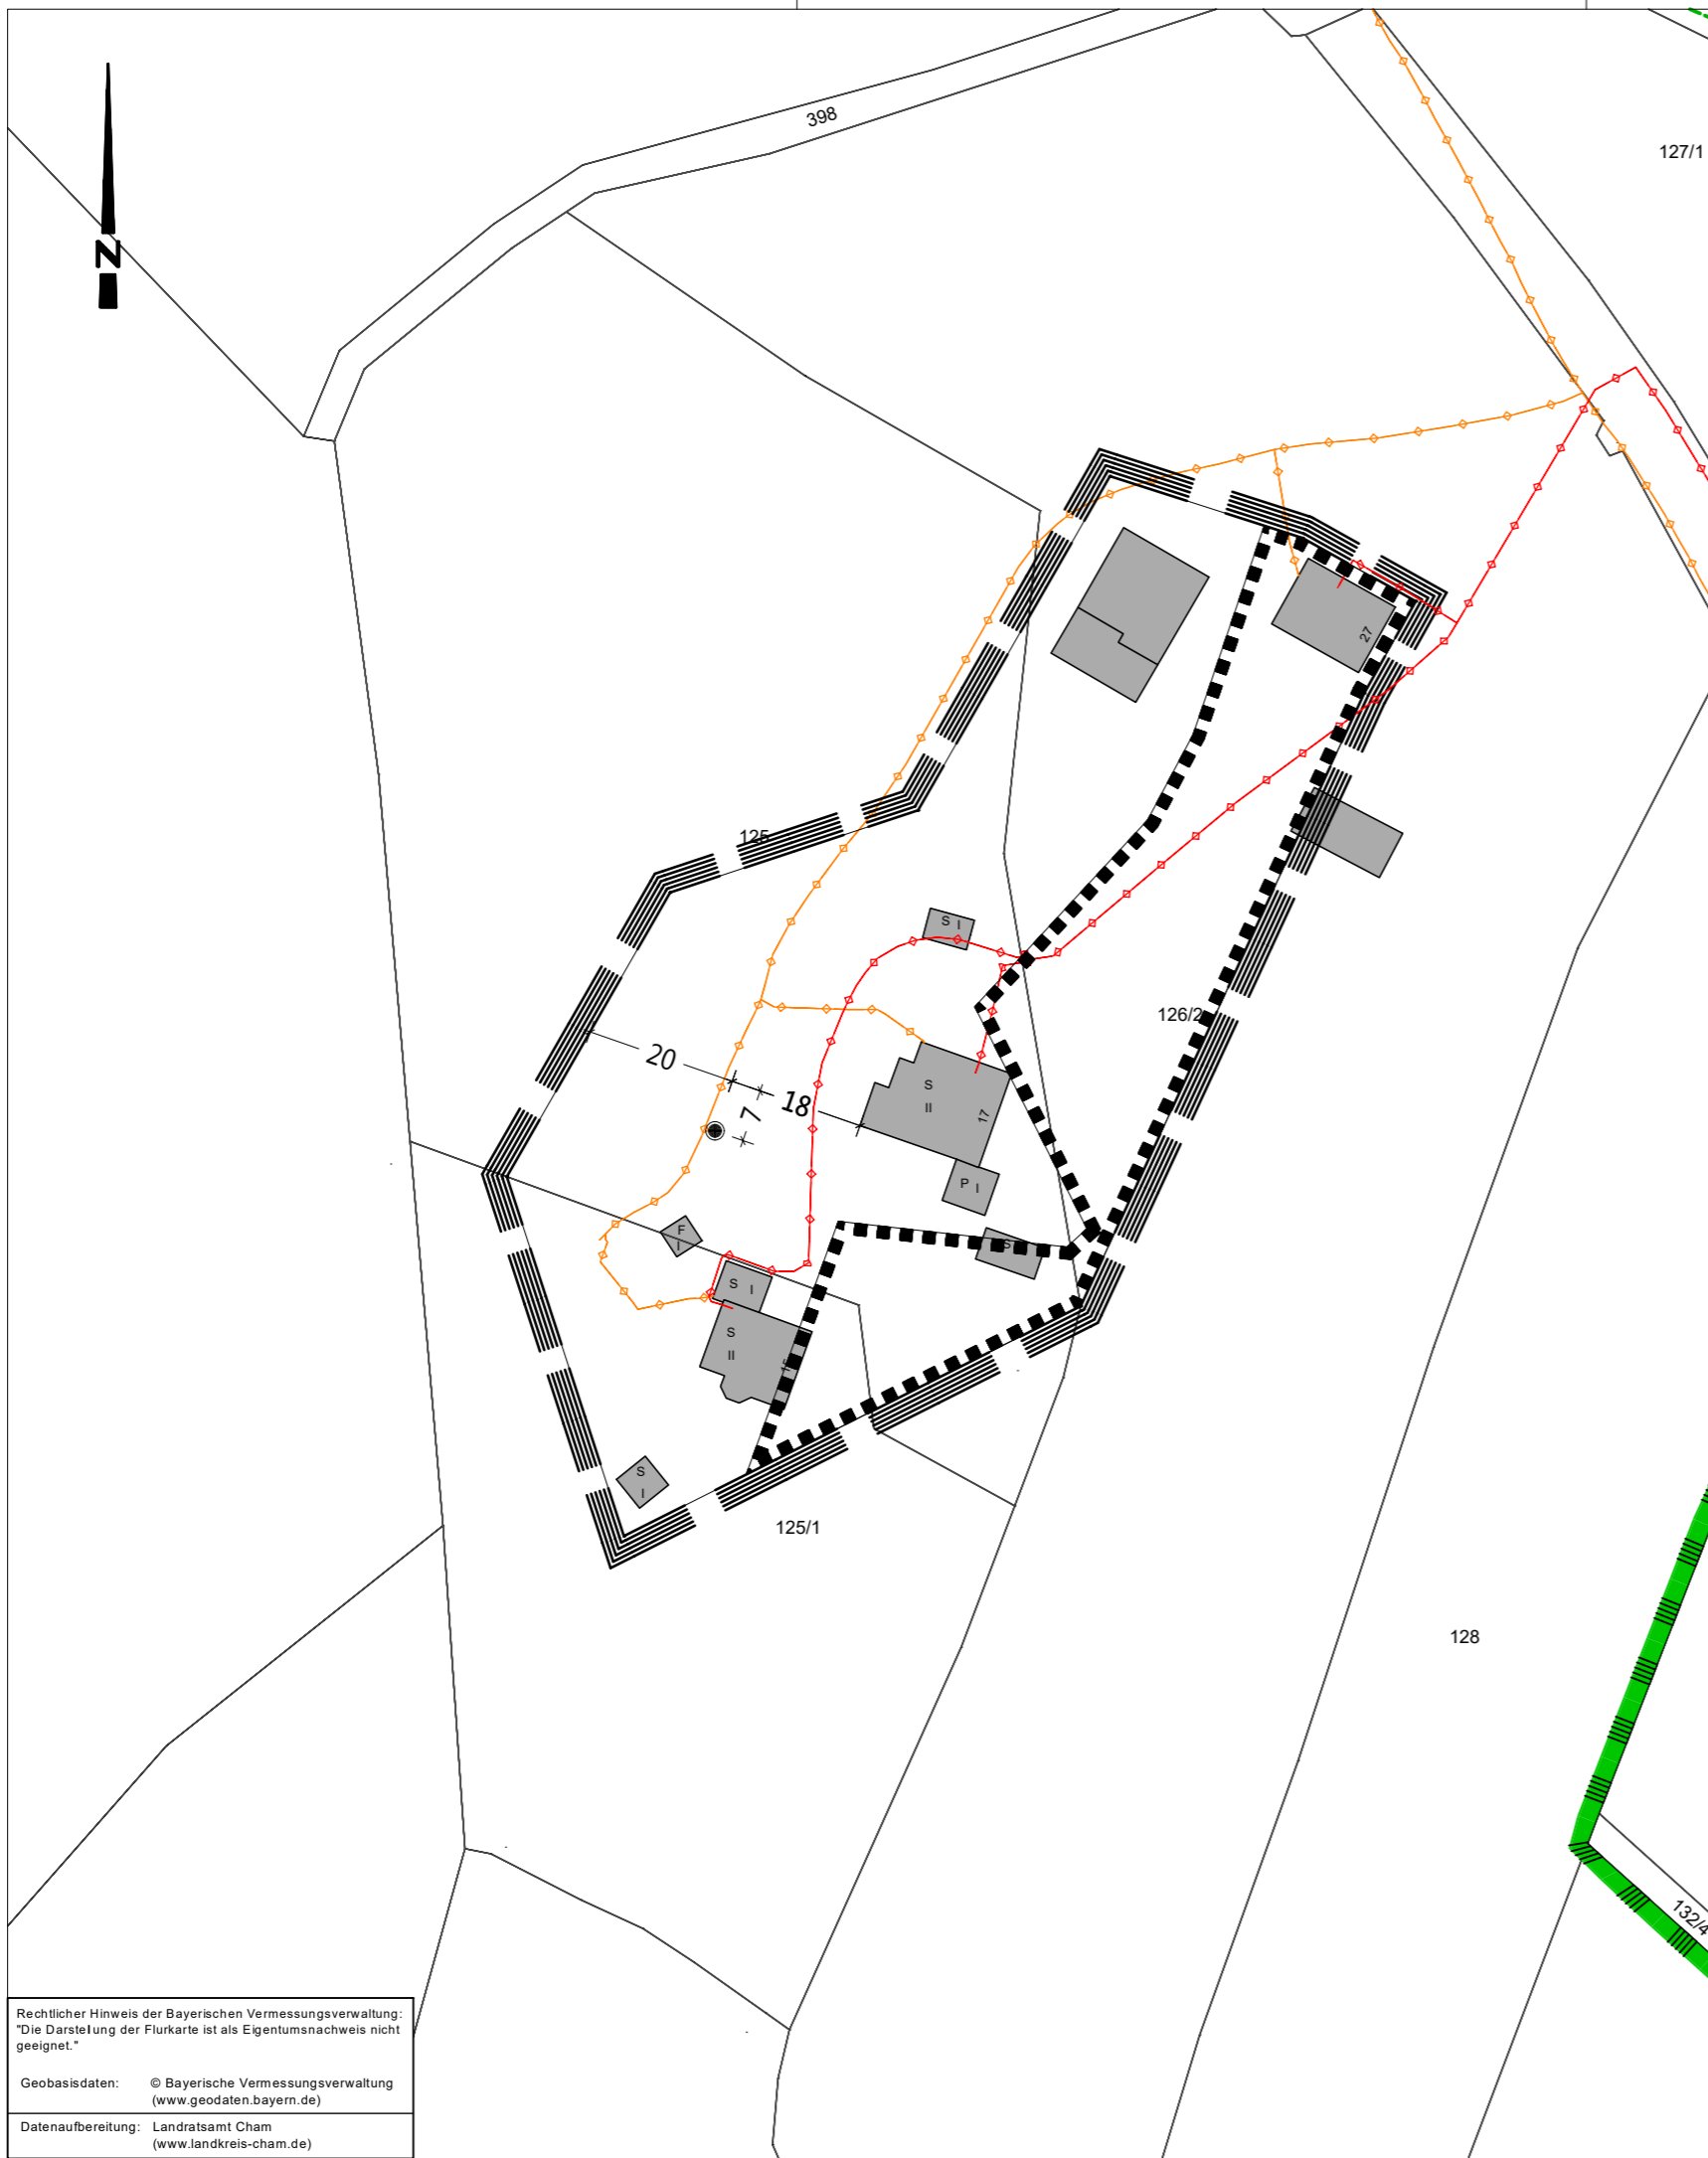 398
127/1
N
27
125
S I
126/2
20
S
II
18
7
17
P I
F
I
S
S I
S
II
15
S
I
125/1
128
132/4
Rechtlicher Hinweis der Bayerischen Vermessungsverwaltung:
"Die Darstellung der Flurkarte ist als Eigentumsnachweis nicht
geeignet."
Geobasisdaten: © Bayerische Vermessungsverwaltung
(www.geodaten.bayern.de)
Datenaufbereitung: Landratsamt Cham
(www.landkreis-cham.de)